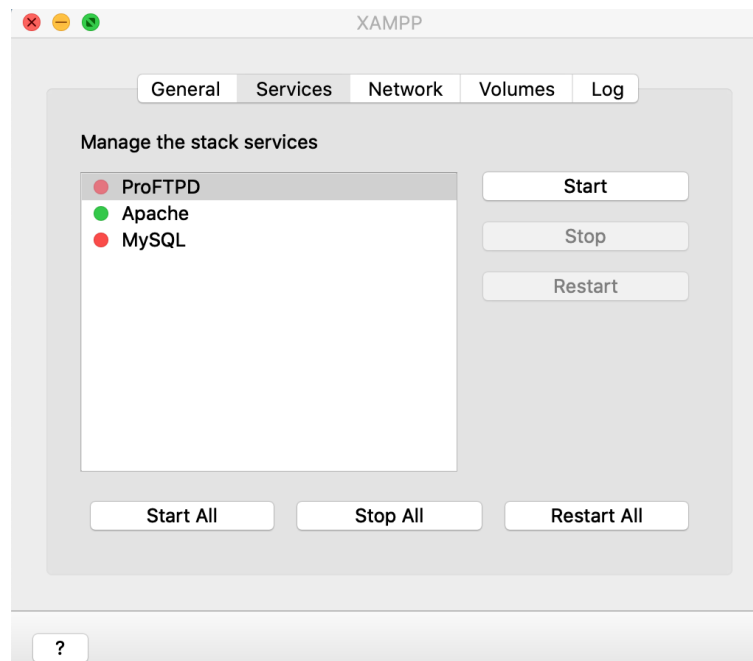 XAMPP
General Services Network Volumes Log
Manage the stack services
ProFTPD
Apache
MySQL
Start
Stop
Restart
Start All Stop All Restart All
?